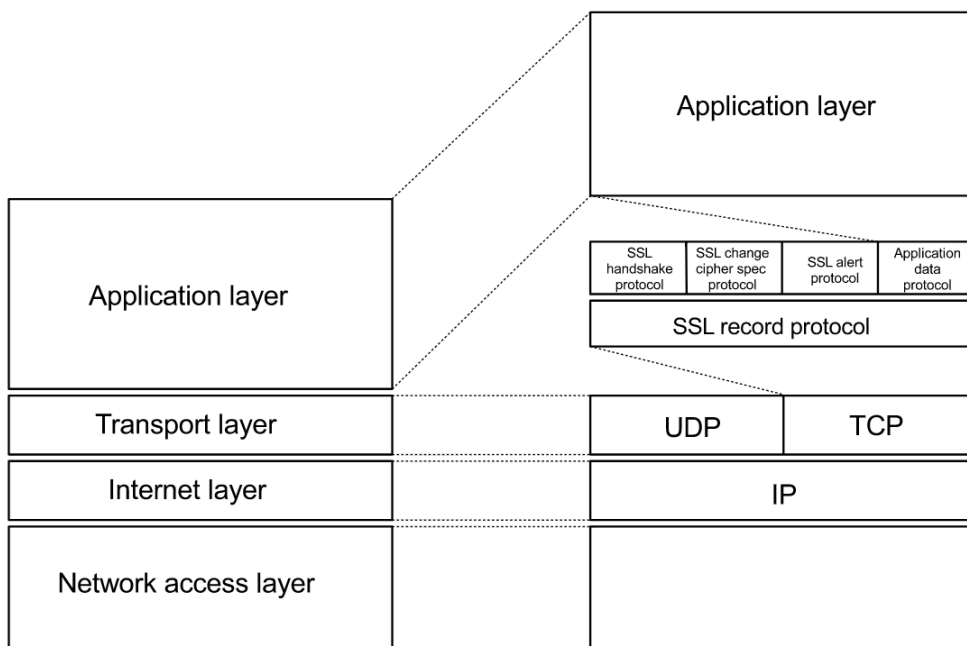 Application layer
SSL
handshake
protocol
SSL change
cipher spec
protocol
SSL alert
protocol
Application
data
protocol
Application layer
SSL record protocol
Transport layer
UDP
TCP
Internet layer
IP
Network access layer